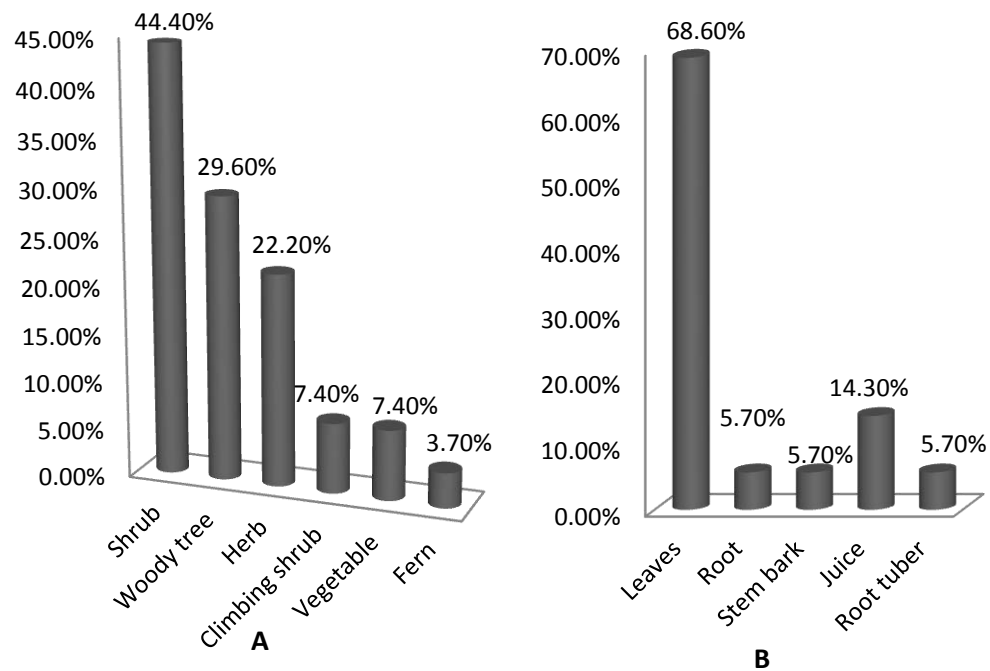 44.40%
45.00%
40.00%
35.00%
30.00%
25.00%
20.00%
15.00%
10.00%
5.00%
0.00%
29.60%
22.20%
7.40%
7.40%
3.70%
Shrub
Woody tree
Herb
Climbing shrub
Vegetable
Fern
A
68.60%
70.00%
60.00%
50.00%
40.00%
30.00%
20.00%
10.00%
0.00%
5.70%
5.70%
14.30%
5.70%
Leaves
Root
Stem bark
Juice
Root tuber
B